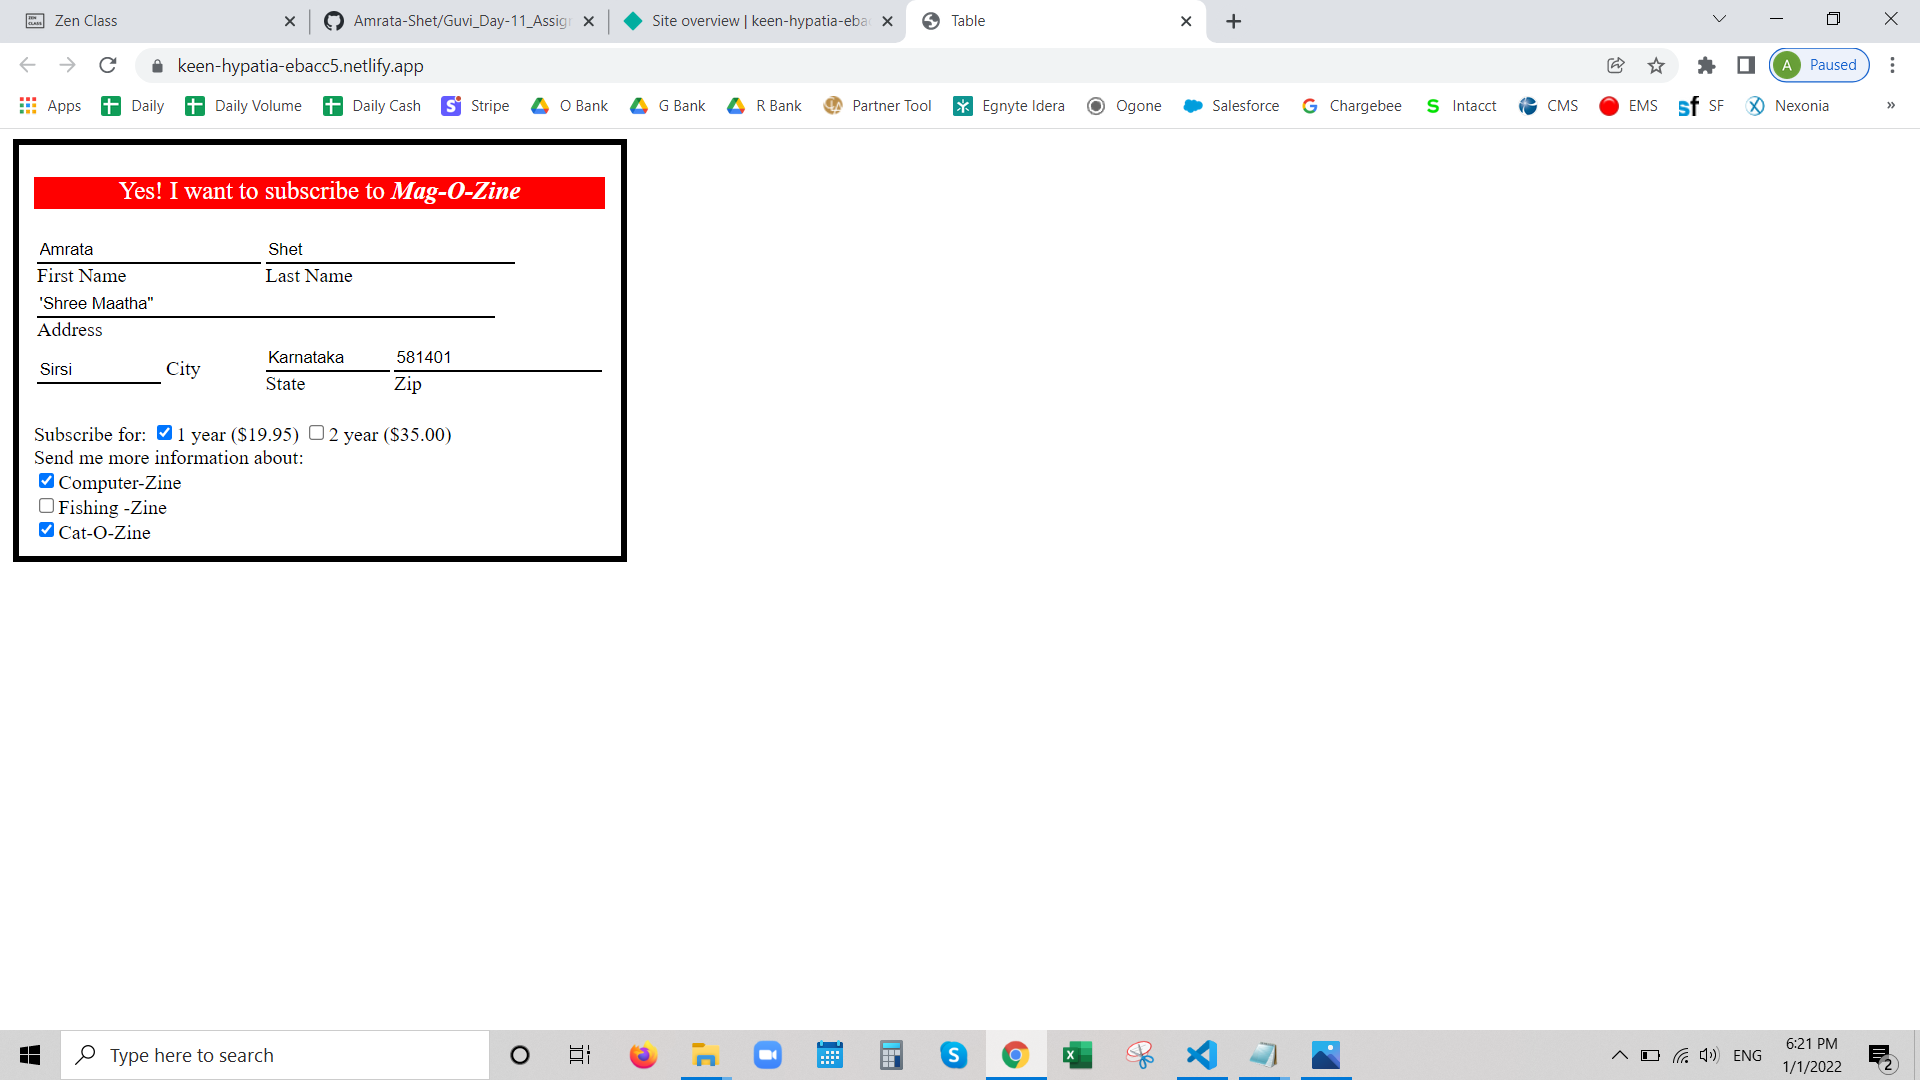 Zen Class
Amrata-Shet/Guvi_Day-11_Assig
Site overview | keen-hypatia-eba
Table
keen-hypatia-ebacc5.netlify.app
A Paused
Apps Daily Daily Volume Daily Cash Stripe O Bank G Bank R Bank Partner Tool Egnyte Idera Ogone Salesforce Chargebee Intacct CMS EMS SF Nexonia »
Yes! I want to subscribe to Mag-O-Zine
Amrata Shet
First Name Last Name
'Shree Maatha"
Address
Karnataka 581401
Sirsi City
State Zip
Subscribe for: 1 year ($19.95) 2 year ($35.00)
Send me more information about:
Computer-Zine
Fishing -Zine
Cat-O-Zine
Type here to search
ENG
6:21 PM
1/1/2022
2